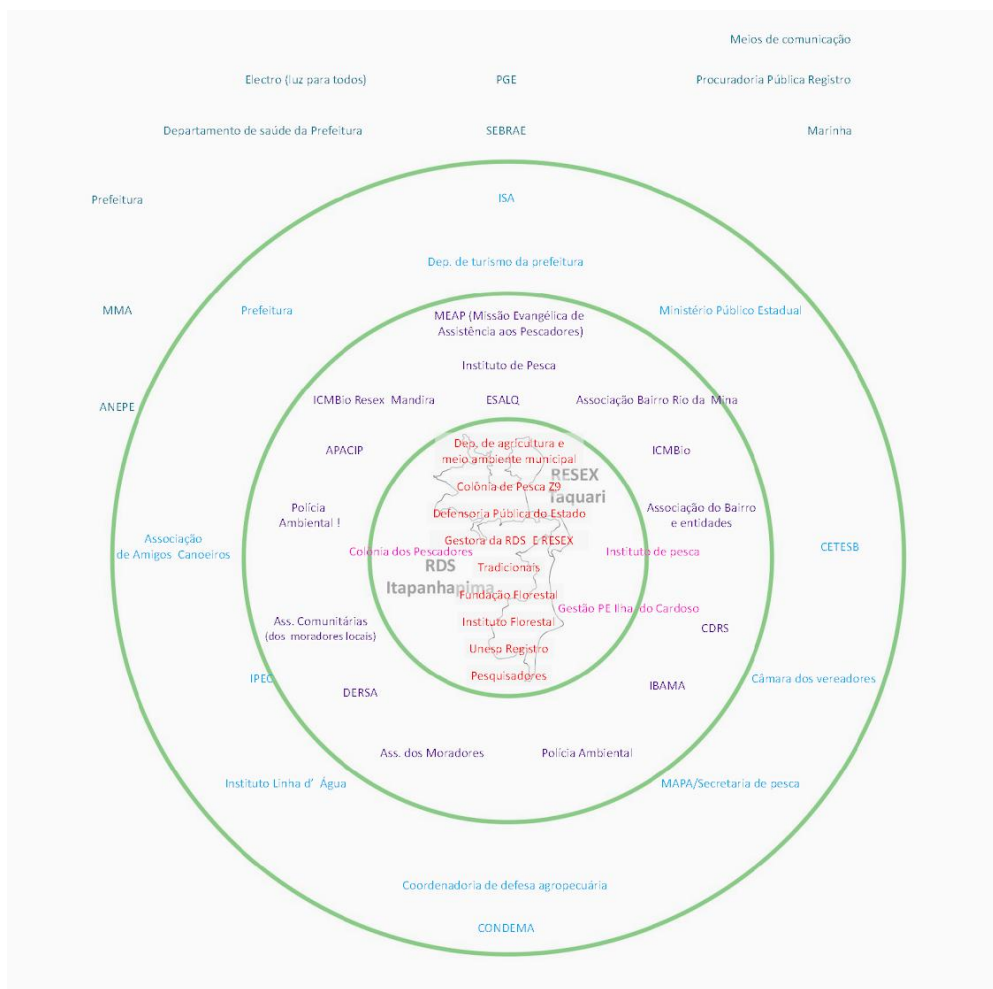 Meios de comunicação
Electro (luz para todos)
PGE
Procuradoria Pública Registro
Departamento de saúde da Prefeitura
SEBRAE
Marinha
Prefeitura
ISA
Dep. de turismo da prefeitura
MMA
Prefeitura
Ministério Público Estadual
MEAP (Missão Evangélica de
Assistência aos Pescadores)
Instituto de Pesca
ANEPE
ICMBio Resex Mandira
ESALQ
Associação Bairro Rio da Mina
APACIP
Dep. de agricultura e
meio ambiente municipal
ICMBio
RESEX
Taquari
Colônia de Pesca Z9
Polícia
Ambiental !
Defensoria Pública do Estado
Associação do Bairro
e entidades
Associação
de Amigos Canoeiros
Gestora da RDS E RESEX
Colônia dos Pescadores
Instituto de pesca
CETESB
RDS
Itapanhapima
Tradicionais
Fundação Florestal
Gestão PE Ilha do Cardoso
Ass. Comunitárias
(dos moradores locais)
Instituto Florestal
CDRS
Unesp Registro
IPEC
Pesquisadores
DERSA
IBAMA
Câmara dos vereadores
Ass. dos Moradores
Polícia Ambiental
Instituto Linha d' Água
MAPA/Secretaria de pesca
Coordenadoria de defesa agropecuária
CONDEMA